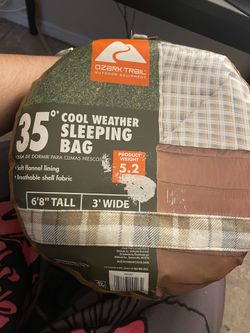 OZARK TRAIL
OUTDOOR EQUIPMENT
35° COOL WEATHER
SLEEPING
BAG
DE DORMIR PARA CLIMAS FRESCOS
Soft flannel lining
• Breathable shell fabric
PRODUCT
WEIGHT
5.2
6'8" TALL
3' WIDE